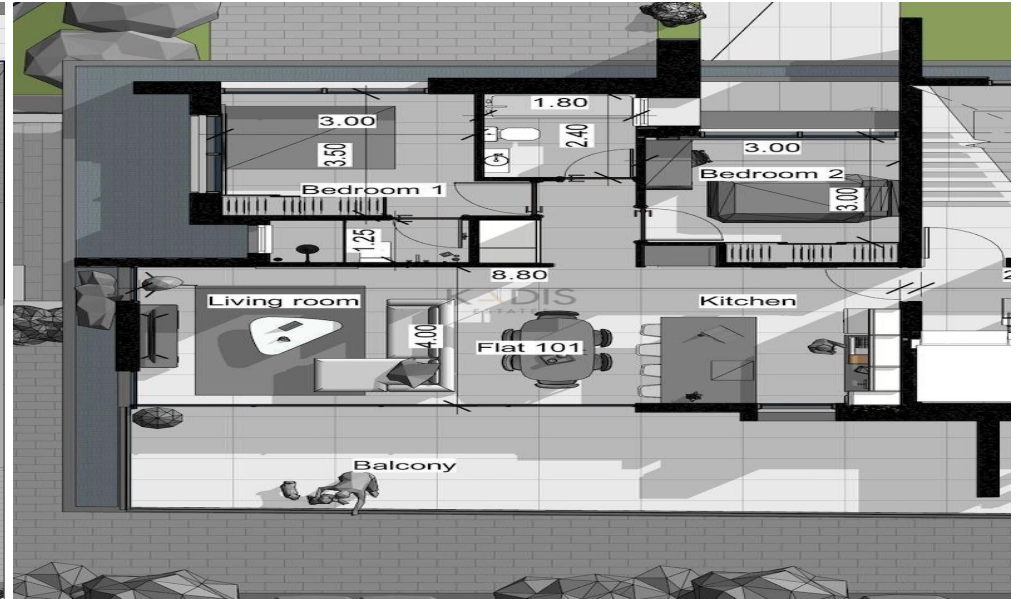 1.80
3.00
2.40
3.50
3.00
Bedroom 2
Bedroom 1
3.00
1.25
8.80
KADIS
ESTATES
Living room
Kitchen
4.00
Flat 101
Balcony